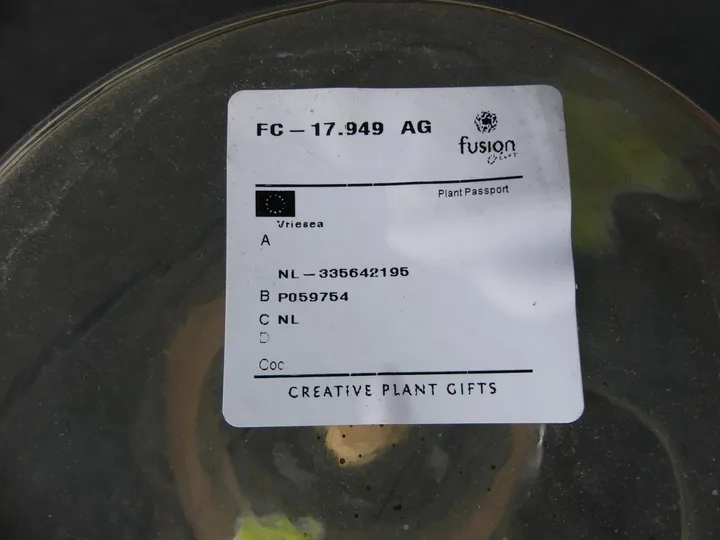 FC-17.949 AG
fusion
Plant Passport
Vriesea
A
NL-335642195
B P059754
C NL
D
Coc
CREATIVE PLANT GIFTS